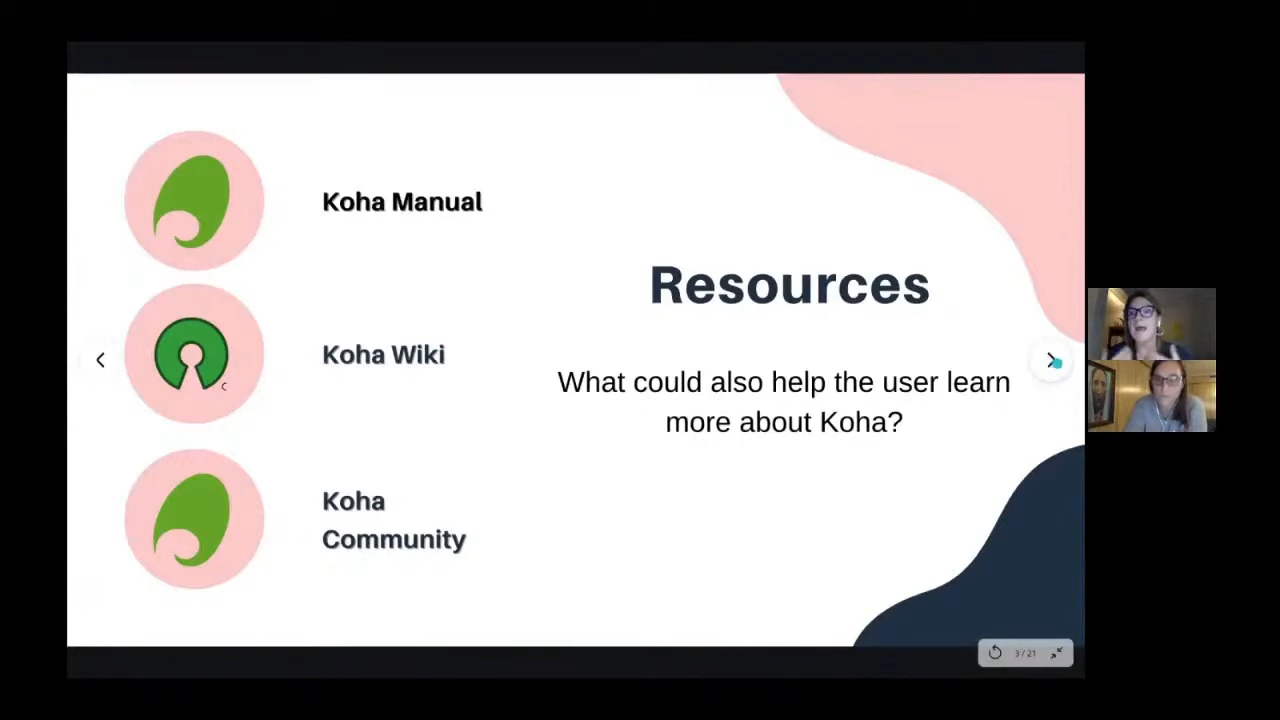 Koha Manual
Koha Wiki
Koha
Community
Resources
What could also help the user learn
more about Koha?
3 / 21